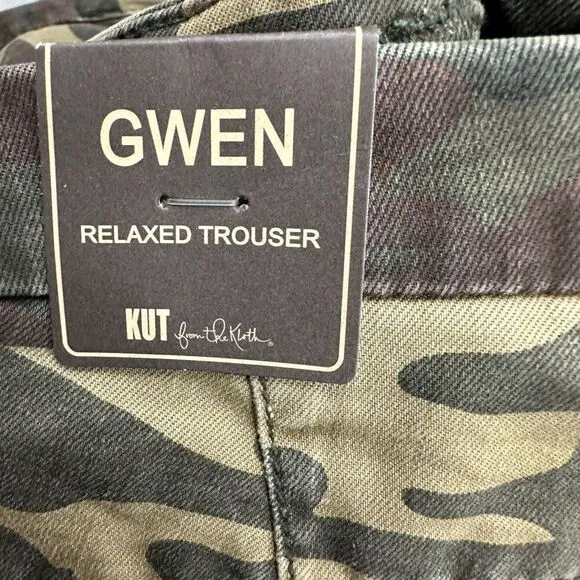 GWEN
RELAXED TROUSER
KUT from the Kloth®